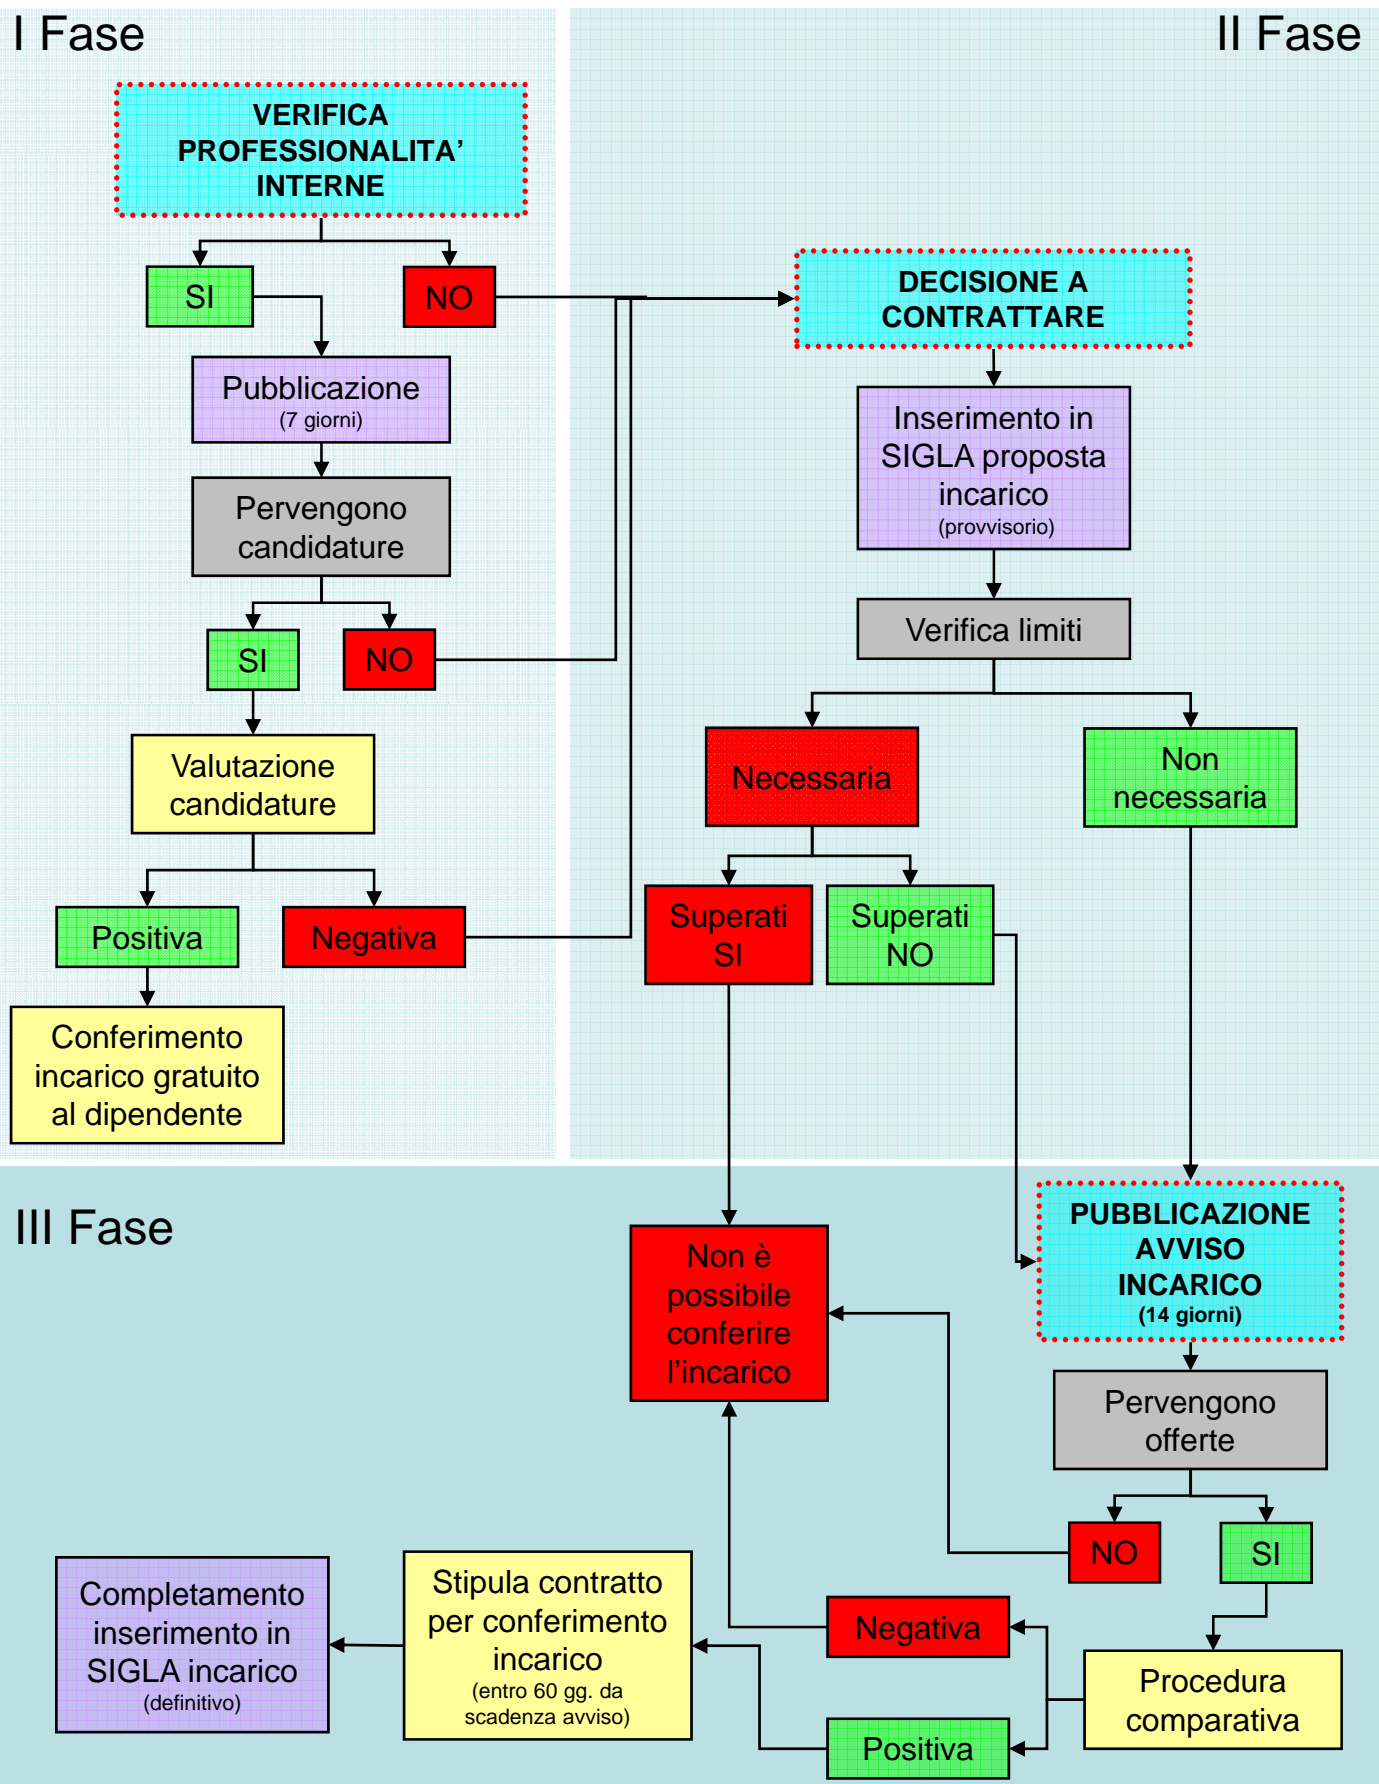 I Fase
VERIFICA
PROFESSIONALITA'
INTERNE
SI
NO
Pubblicazione
(7 giorni)
Pervengono
candidature
SI
NO
Valutazione
candidature
Positiva
Negativa
Conferimento
incarico gratuito
al dipendente
II Fase
DECISIONE A
CONTRATTARE
Inserimento in
SIGLA proposta
incarico
(provvisorio)
Verifica limiti
Necessaria
Non
necessaria
Superati
SI
Superati
NO
III Fase
PUBBLICAZIONE
AVVISO
INCARICO
(14 giorni)
Non è
possibile
conferire
l'incarico
Pervengono
offerte
NO
SI
Procedura
comparativa
Negativa
Positiva
Stipula contratto
per conferimento
incarico
(entro 60 gg. da
scadenza avviso)
Completamento
inserimento in
SIGLA incarico
(definitivo)